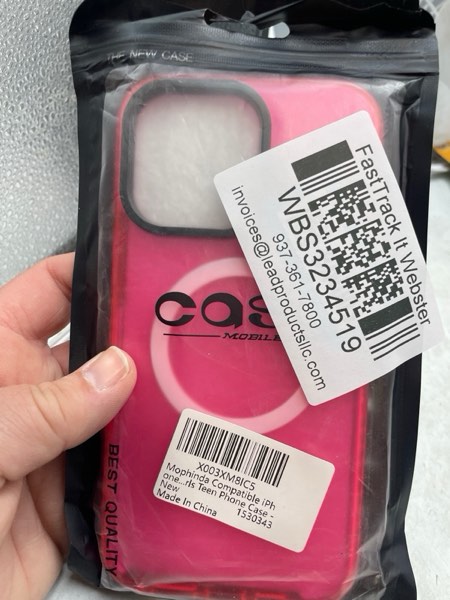 THE NEW CASE
FastTrack It Webster
WBS3234519
937-361-7800
invoices@leadproductsllc.com
cas
MOBILE
X003XM8IC5
Mophinda Compatible iPh
one...rls Teen Phone Case -
New
Made In China 1530343
BEST QUALITY